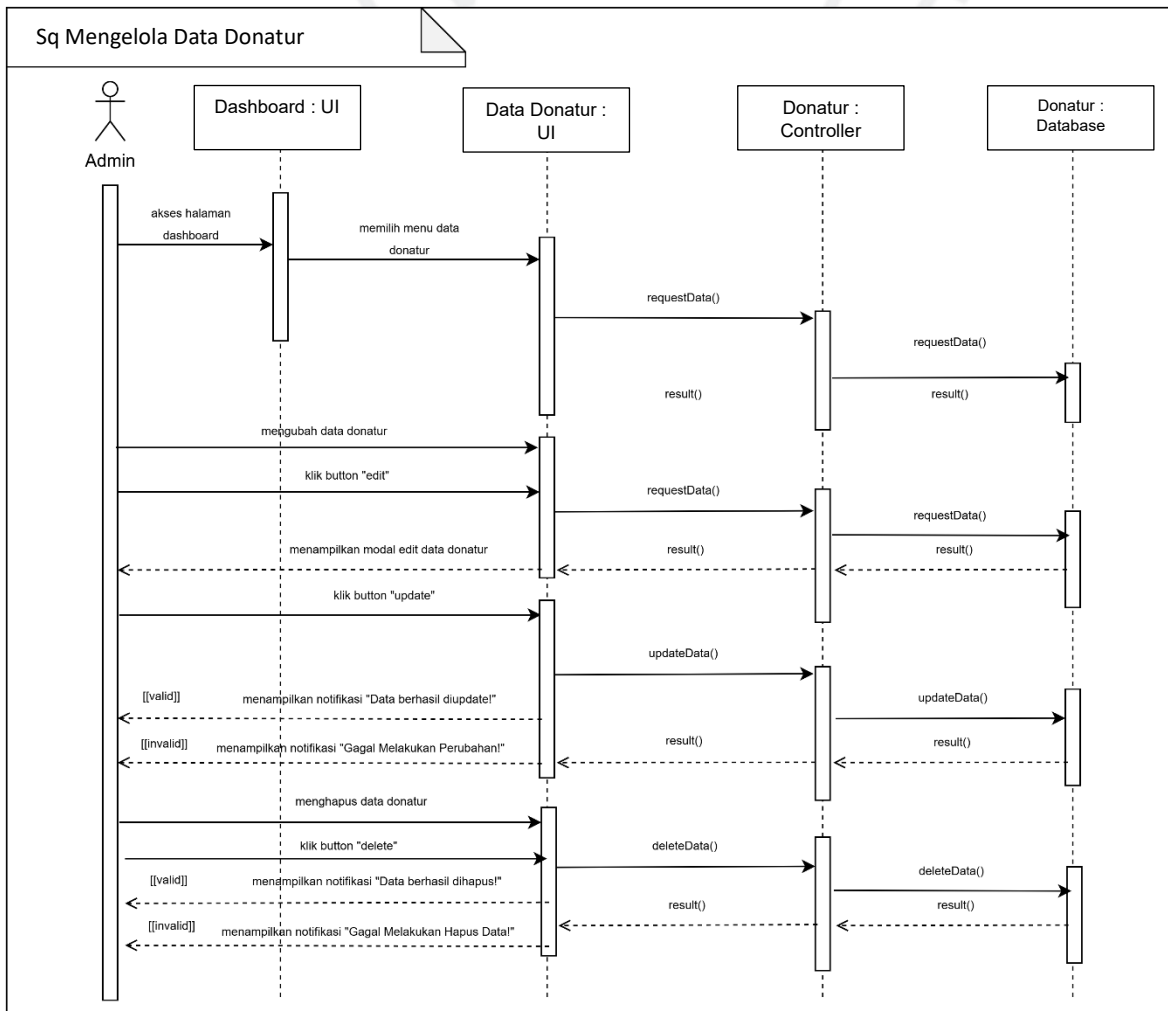 Sq Mengelola Data Donatur
Admin
Dashboard : UI
Data Donatur :
UI
Donatur :
Controller
Donatur :
Database
akses halaman
dashboard
memilih menu data
donatur
requestData()
requestData()
result()
result()
mengubah data donatur
klik button "edit"
requestData()
requestData()
menampilkan modal edit data donatur
result()
result()
klik button "update"
updateData()
updateData()
[[valid]]
menampilkan notifikasi "Data berhasil diupdate!"
[[invalid]]
menampilkan notifikasi "Gagal Melakukan Perubahan!"
result()
result()
menghapus data donatur
klik button "delete"
deleteData()
deleteData()
[[valid]]
menampilkan notifikasi "Data berhasil dihapus!"
result()
result()
[[invalid]]
menampilkan notifikasi "Gagal Melakukan Hapus Data!"